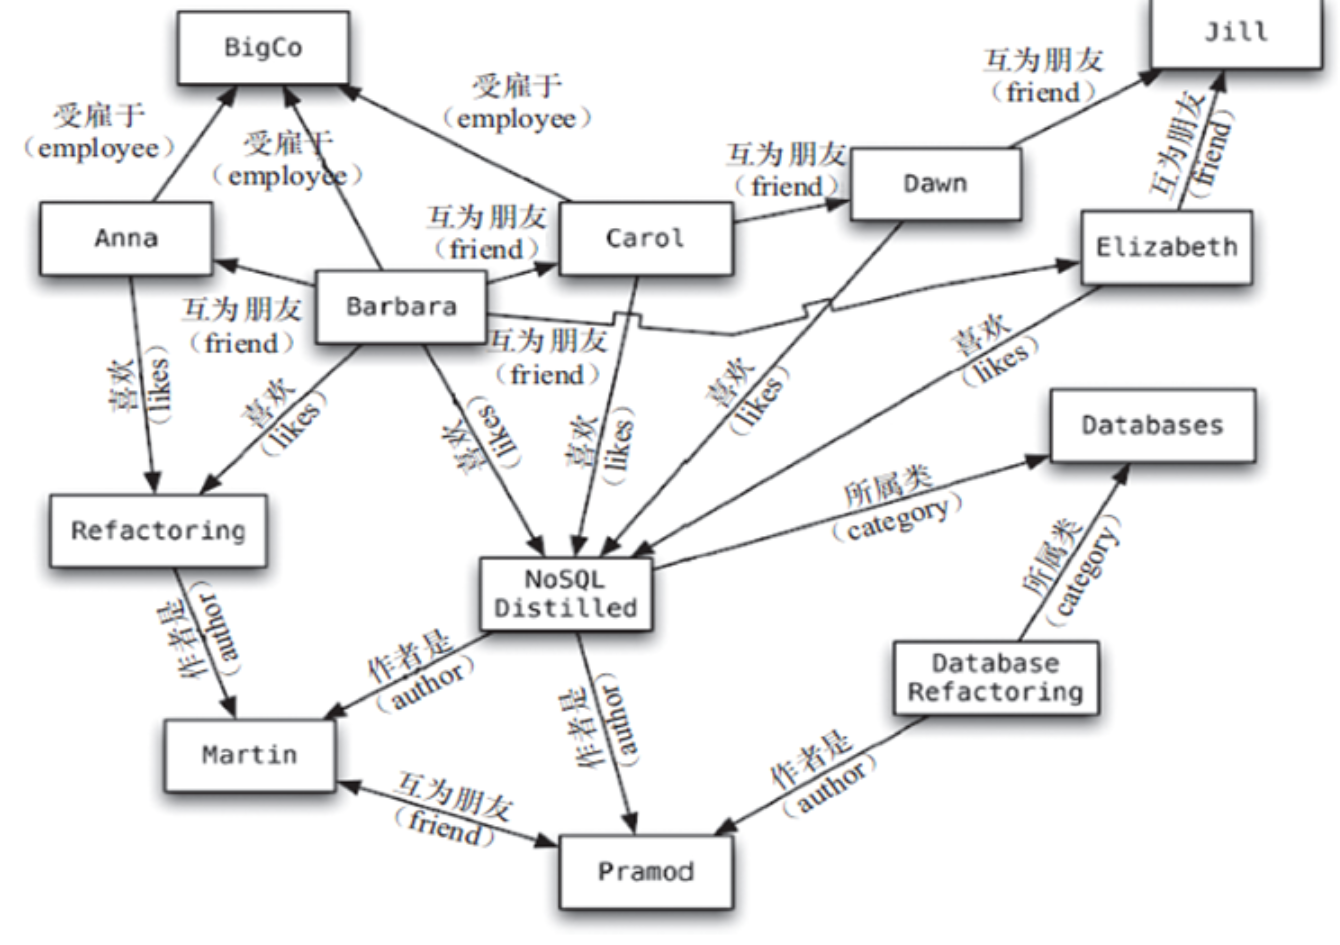 BigCo
Jill
互为朋友
(friend)
受雇于
(employee)
受雇于
(employee)
受雇于
(employee)
互为朋友
(friend)
互为朋友
(friend)
Dawn
互为朋友
(friend)
Anna
Carol
Elizabeth
Barbara
互为朋友
(friend)
互为朋友
(friend)
喜欢
(likes)
喜欢
(likes)
喜欢
(likes)
喜欢
(likes)
喜欢
(likes)
喜欢
(likes)
Databases
所属类
(category)
所属类
(category)
Refactoring
NoSQL
Distilled
作者是
(author)
作者是
(author)
作者是
(author)
Database
Refactoring
Martin
作者是
(author)
互为朋友
(friend)
Pramod